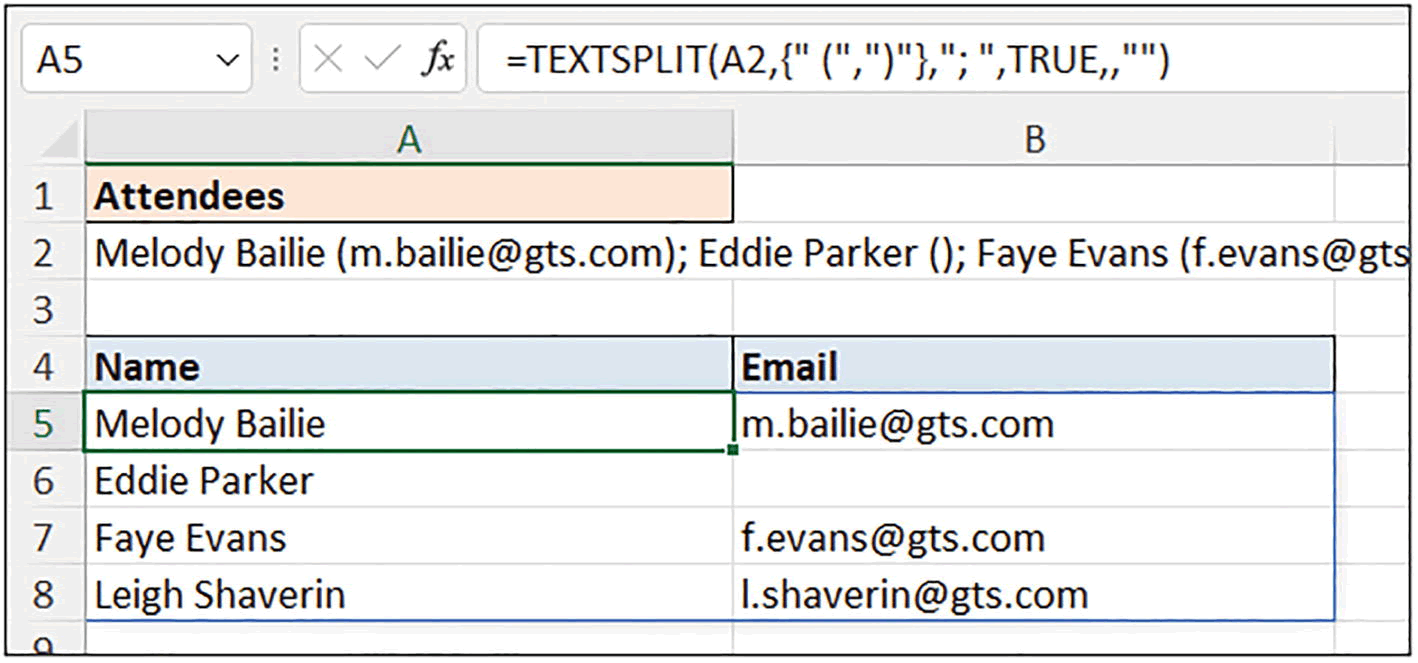 A5 fx =TEXTSPLIT(A2,{" (",")"},"; ",TRUE,,"")
A B
1 Attendees
2 Melody Bailie (m.bailie@gts.com); Eddie Parker (); Faye Evans (f.evans@gts
3
4 Name Email
5 Melody Bailie m.bailie@gts.com
6 Eddie Parker
7 Faye Evans f.evans@gts.com
8 Leigh Shaverin l.shaverin@gts.com
9